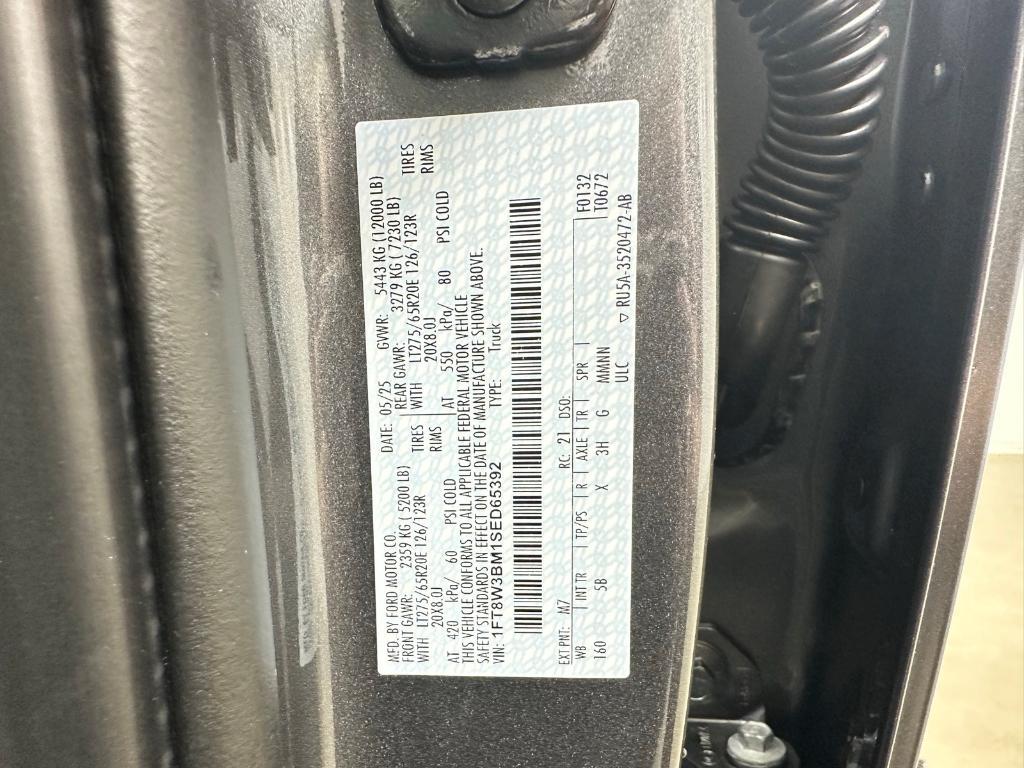 MFD. BY FORD MOTOR CO.
DATE: 05/25 GVWR: 5443 KG (12000 LB)
FRONT GAWR: 2359 KG ( 5200 LB) REAR GAWR: 3279 KG ( 7230 LB)
WITH LT275/65R20E 126/123R TIRES WITH LT275/65R20E 126/123R TIRES
20X8.0J RIMS 20X8.0J RIMS
AT 420 kPa/ 60 PSI COLD AT 550 kPa/ 80 PSI COLD
THIS VEHICLE CONFORMS TO ALL APPLICABLE FEDERAL MOTOR VEHICLE
SAFETY STANDARDS IN EFFECT ON THE DATE OF MANUFACTURE SHOWN ABOVE.
VIN: 1FT8W3BM1SED65392 TYPE: Truck
EXT PNT: M7 RC: 21 DSO: F0132
WB INT TR TP/PS R AXLE TR SPR T0672
160 5B X 3H G MMMNN
ULC
▽ RU5A-3520472-AB